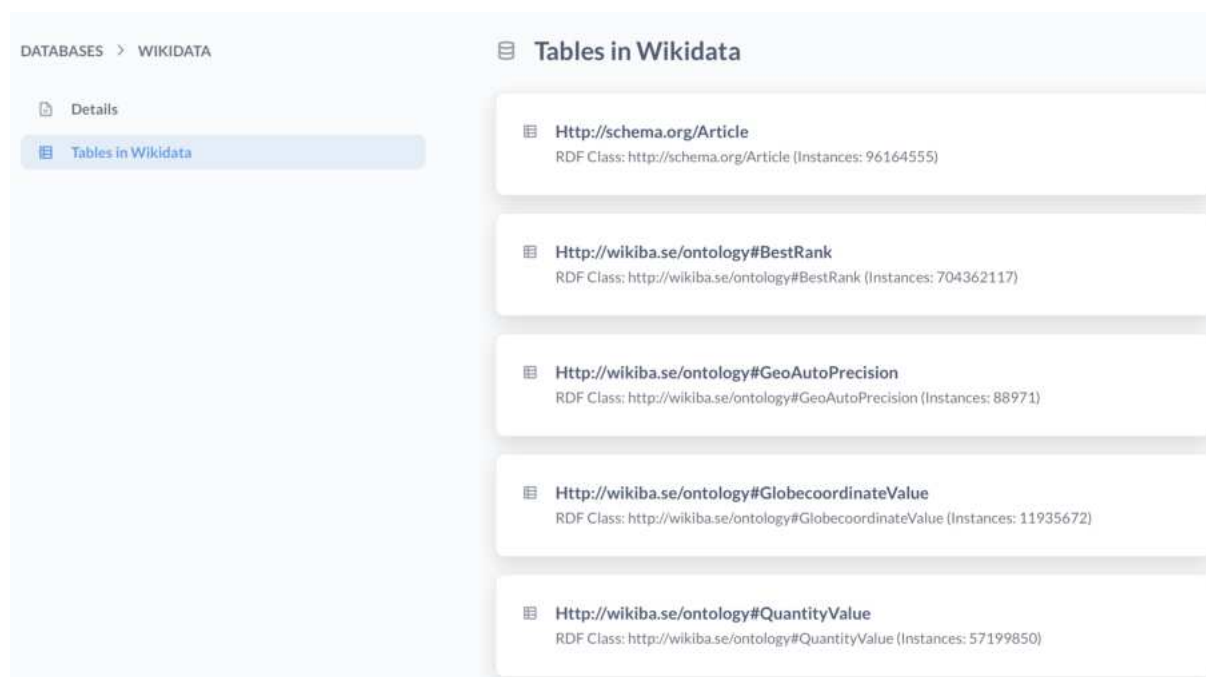 DATABASES > WIKIDATA
Details
Tables in Wikidata
Tables in Wikidata
Http://schema.org/Article
RDF Class: http://schema.org/Article (Instances: 96164555)
Http://wikiba.se/ontology#BestRank
RDF Class: http://wikiba.se/ontology#BestRank (Instances: 704362117)
Http://wikiba.se/ontology#GeoAutoPrecision
RDF Class: http://wikiba.se/ontology#GeoAutoPrecision (Instances: 88971)
Http://wikiba.se/ontology#GlobecoordinateValue
RDF Class: http://wikiba.se/ontology#GlobecoordinateValue (Instances: 11935672)
Http://wikiba.se/ontology#QuantityValue
RDF Class: http://wikiba.se/ontology#QuantityValue (Instances: 57199850)